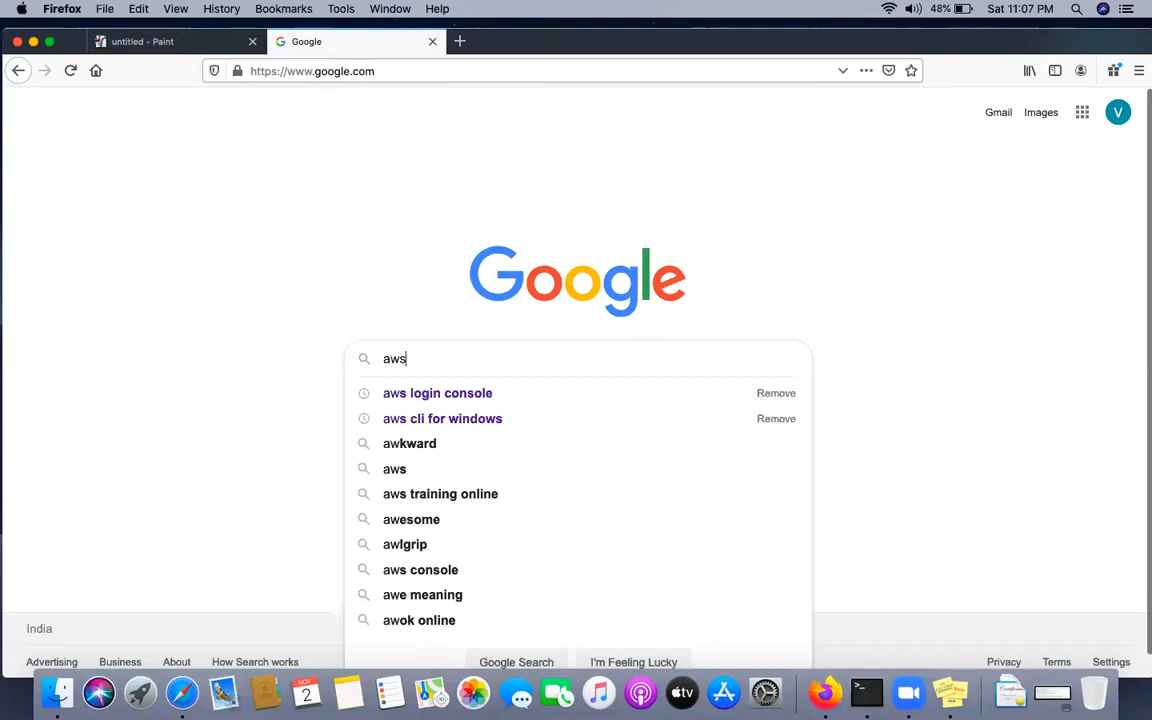 Firefox File Edit View History Bookmarks Tools Window Help 48% Sat 11:07 PM
untitled - Paint Google
https://www.google.com
Gmail Images V
Google
aws
aws login console Remove
aws cli for windows Remove
awkward
aws
aws training online
awesome
awlgrip
aws console
awe meaning
awok online
India
Google Search I'm Feeling Lucky
Advertising Business About How Search works Privacy Terms Settings
NOV
2
tv